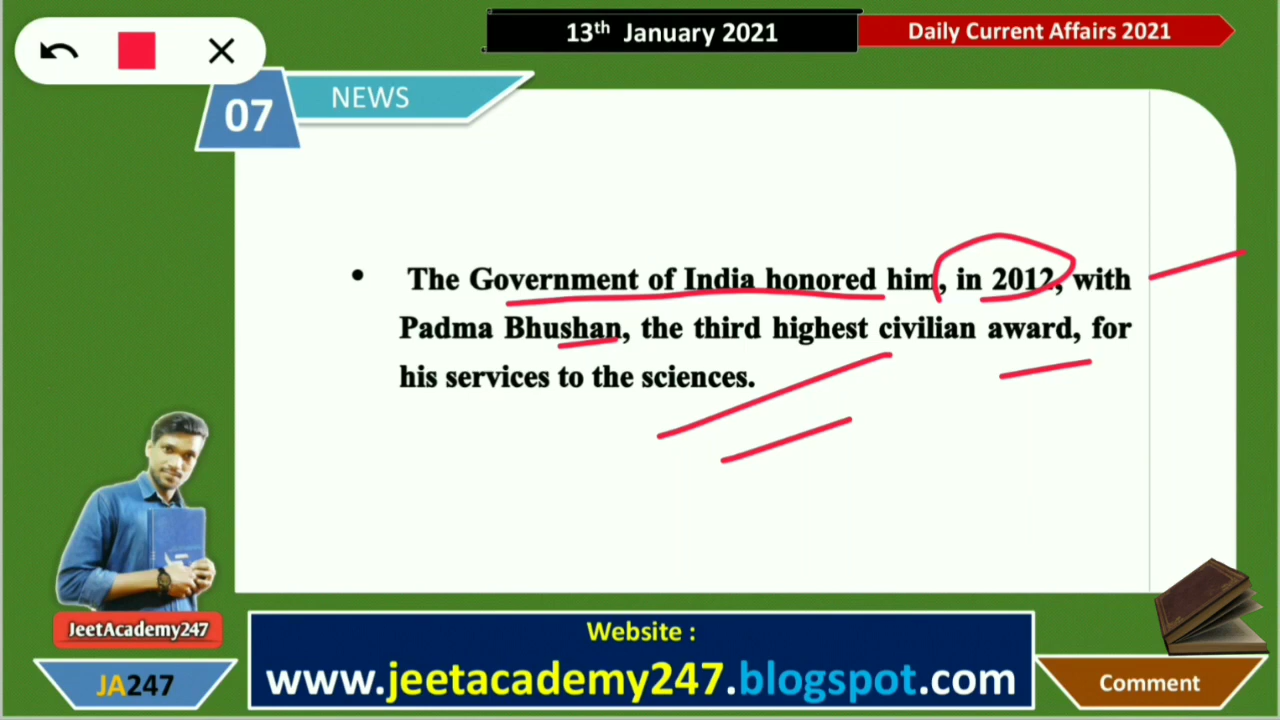 13th January 2021
Daily Current Affairs 2021
07
NEWS
• The Government of India honored him, in 2012, with
Padma Bhushan, the third highest civilian award, for
his services to the sciences.
JeetAcademy247
JA247
Website :
www.jeetacademy247.blogspot.com
Comment